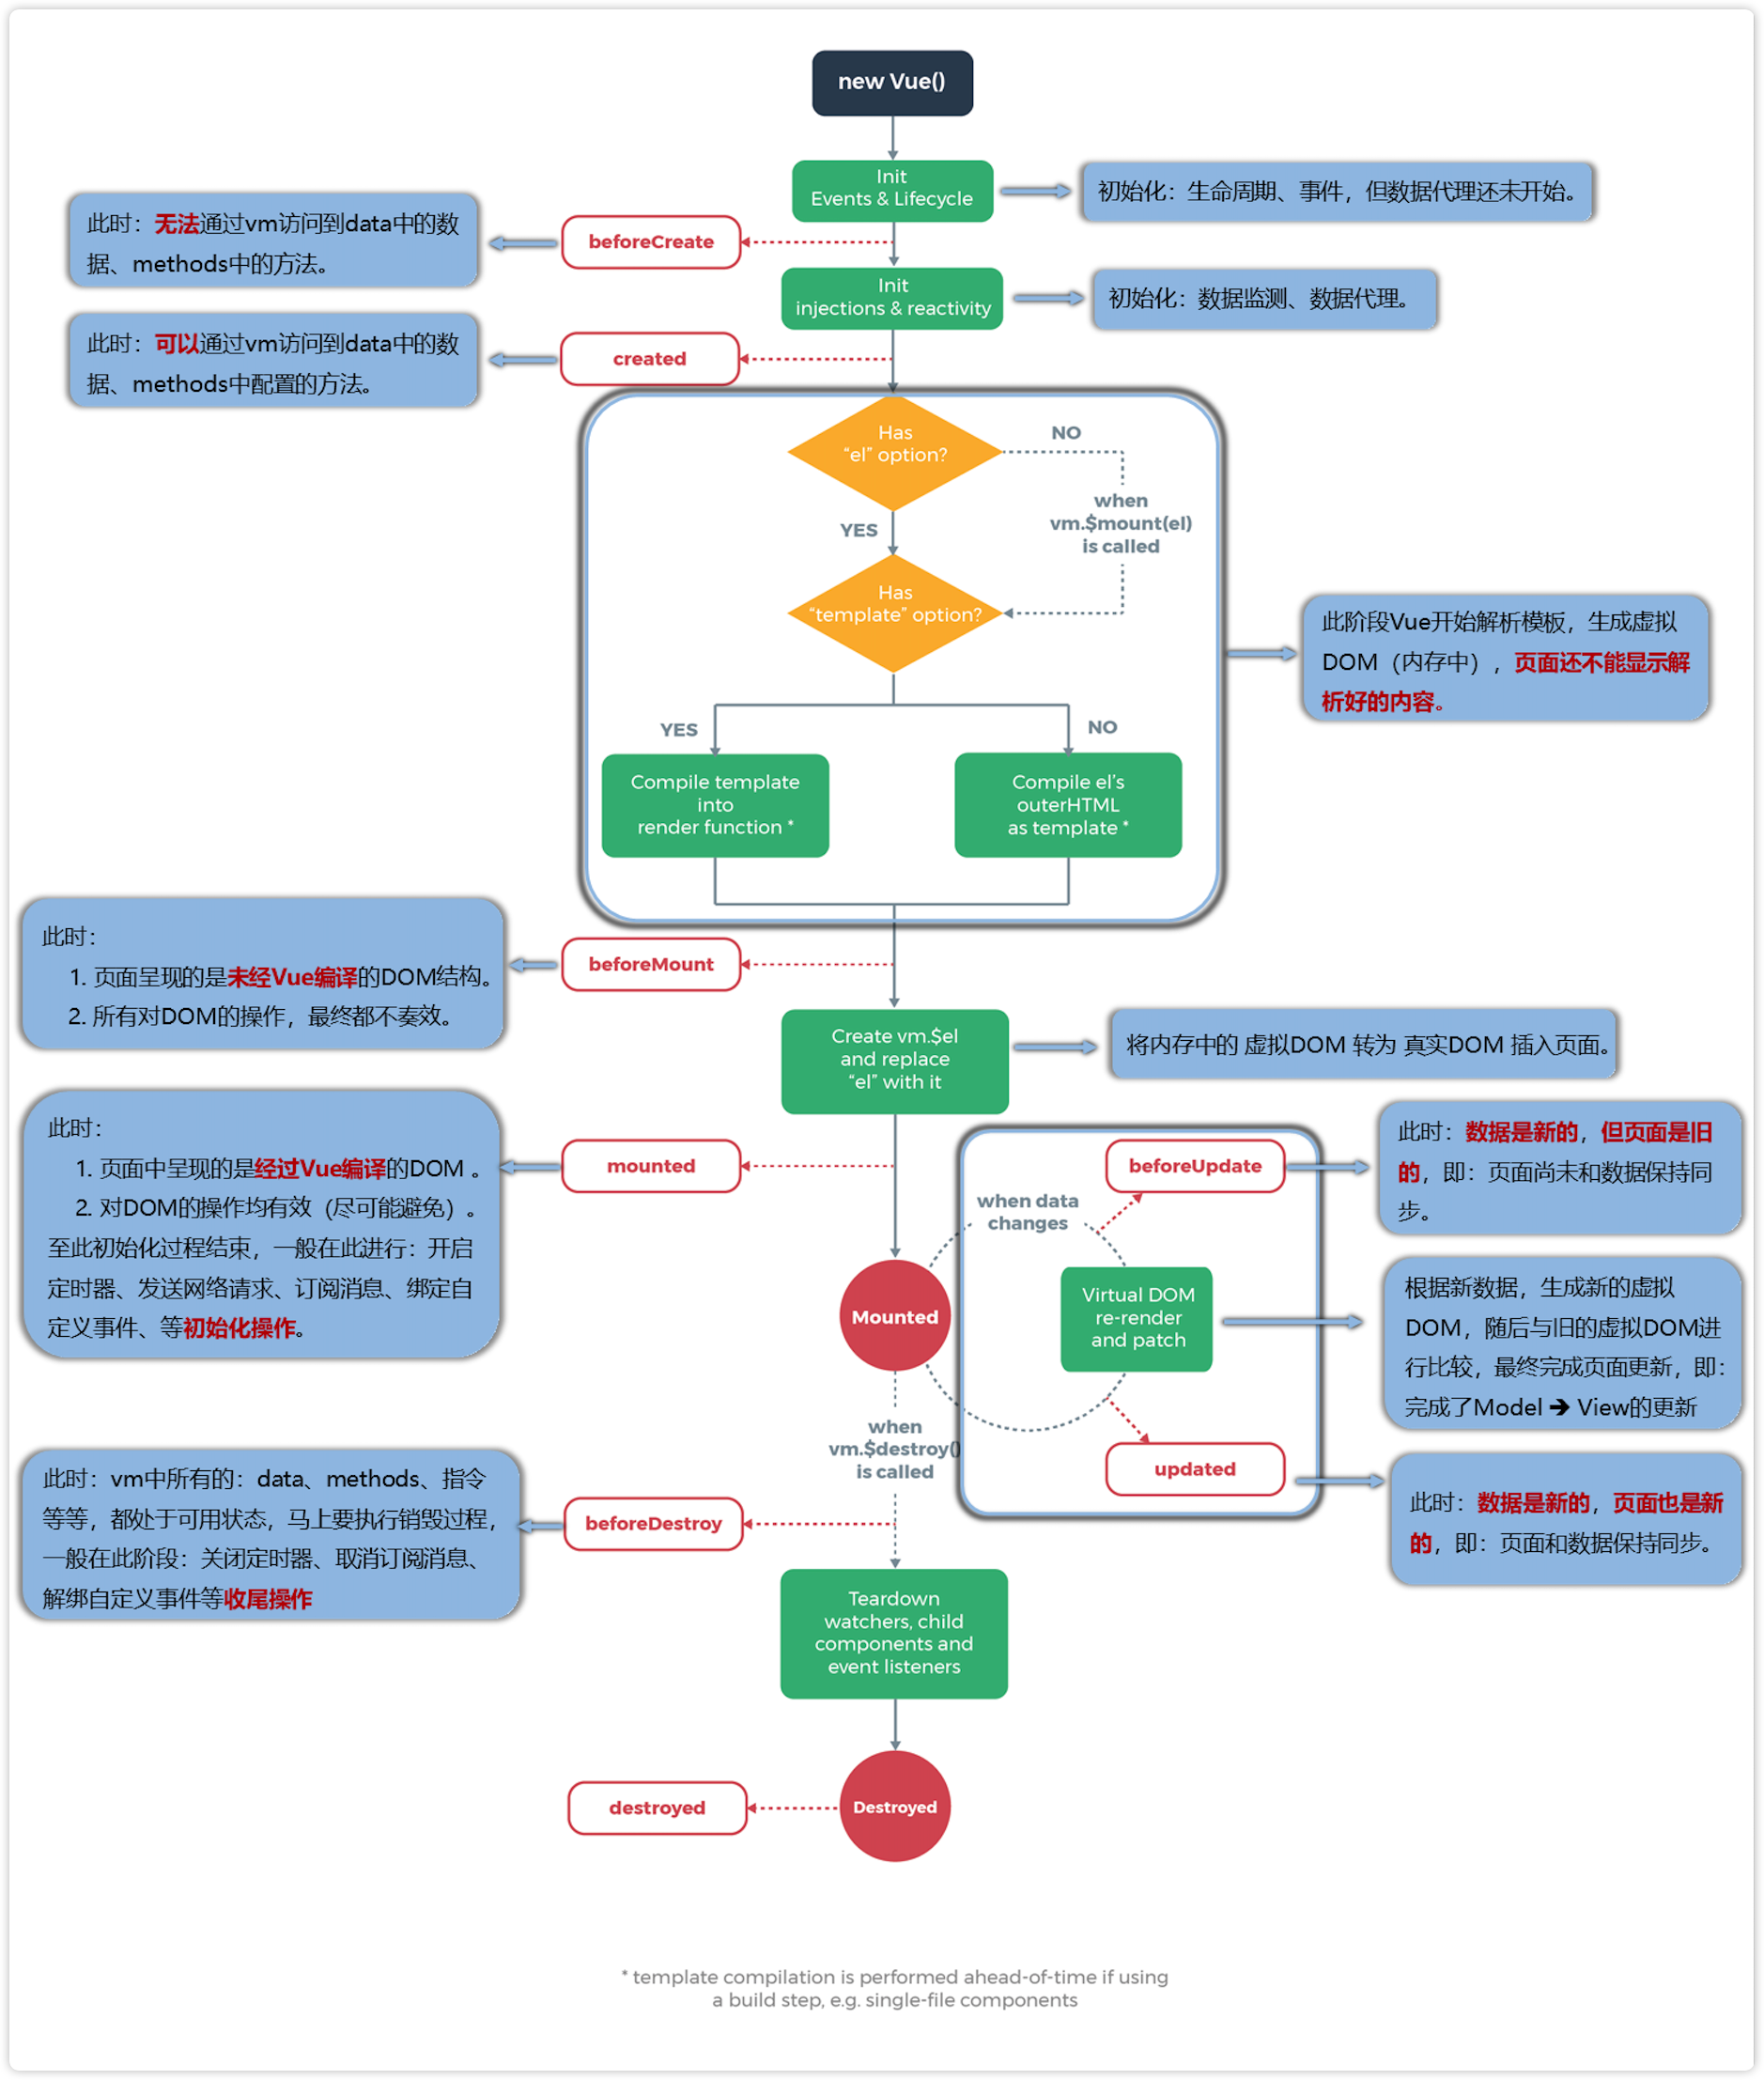 new Vue()
Init
Events & Lifecycle
初始化：生命周期、事件，但数据代理还未开始。
此时：无法通过vm访问到data中的数
据、methods中的方法。
beforeCreate
Init
injections & reactivity
初始化：数据监测、数据代理。
此时：可以通过vm访问到data中的数
据、methods中配置的方法。
created
Has
“el” option?
NO
when
vm.$mount(el)
is called
YES
Has
“template” option?
此阶段Vue开始解析模板，生成虚拟
DOM（内存中），页面还不能显示解
析好的内容。
YES
NO
Compile template
into
render function *
Compile el’s
outerHTML
as template *
此时：
1. 页面呈现的是未经Vue编译的DOM结构。
2. 所有对DOM的操作，最终都不奏效。
beforeMount
Create vm.$el
and replace
“el” with it
将内存中的 虚拟DOM 转为 真实DOM 插入页面。
此时：
1. 页面中呈现的是经过Vue编译的DOM 。
2. 对DOM的操作均有效（尽可能避免）。
至此初始化过程结束，一般在此进行：开启
定时器、发送网络请求、订阅消息、绑定自
定义事件、等初始化操作。
mounted
beforeUpdate
此时：数据是新的，但页面是旧
的，即：页面尚未和数据保持同
步。
when data
changes
Mounted
Virtual DOM
re-render
and patch
根据新数据，生成新的虚拟
DOM，随后与旧的虚拟DOM进
行比较，最终完成页面更新，即：
完成了Model ➔ View的更新
when
vm.$destroy()
is called
updated
此时：数据是新的，页面也是新
的，即：页面和数据保持同步。
此时：vm中所有的：data、methods、指令
等等，都处于可用状态，马上要执行销毁过程，
一般在此阶段：关闭定时器、取消订阅消息、
解绑自定义事件等收尾操作
beforeDestroy
Teardown
watchers, child
components and
event listeners
destroyed
Destroyed
* template compilation is performed ahead-of-time if using
a build step, e.g. single-file components